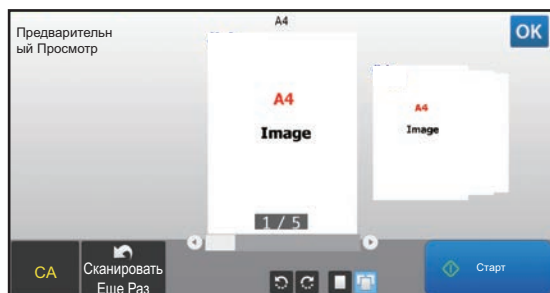 A4
OK
Предварительн
ый Просмотр
A4
Image
A4
Image
1 / 5
CA
Сканировать
Еще Раз
Старт